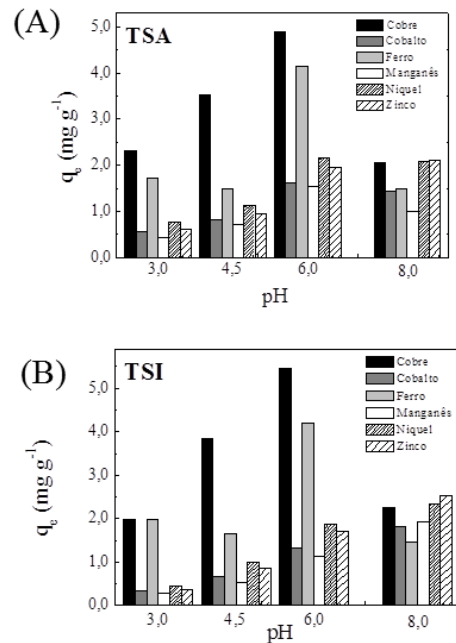 (A)
TSA
Cobre
Cobalto
Ferro
Manganês
Niquel
Zinco
5,0
4,0
3,0
2,0
1,0
0,0
qe (mg g-1)
3,0 4,5 6,0 8,0
pH
(B)
TSI
Cobre
Cobalto
Ferro
Manganês
Níquel
Zinco
5,0
4,0
3,0
2,0
1,0
0,0
qe (mg g-1)
3,0 4,5 6,0 8,0
pH